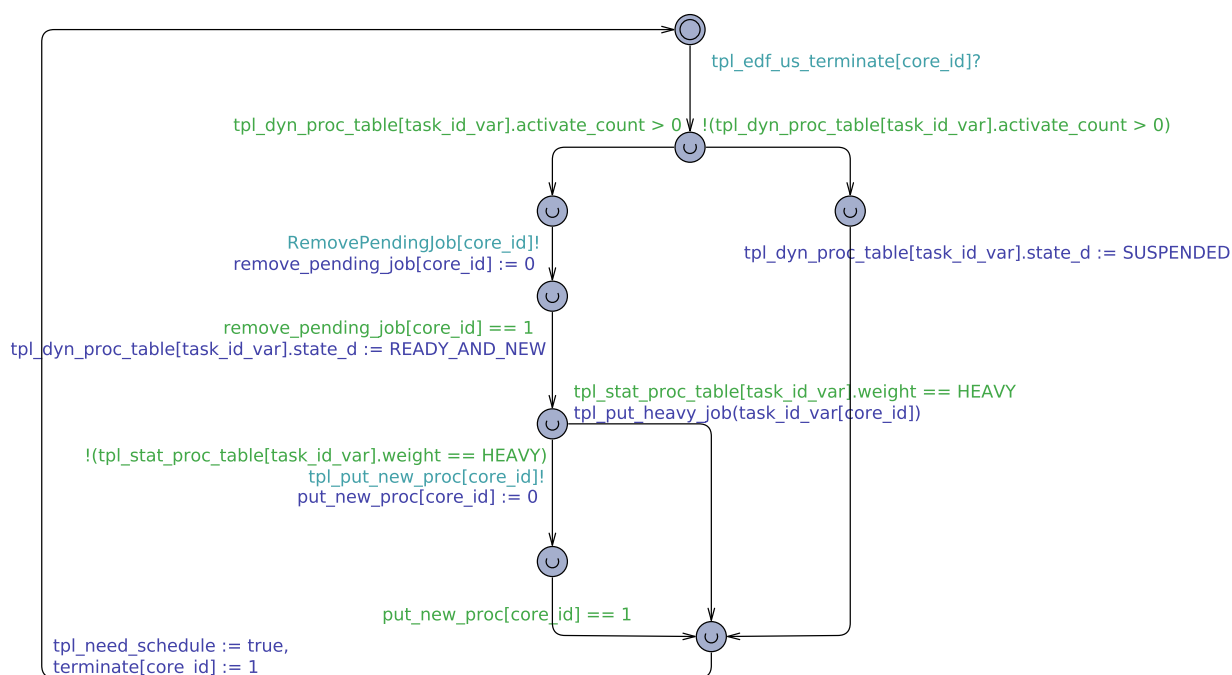 tpl_edf_us_terminate[core_id]?
tpl_dyn_proc_table[task_id_var].activate_count > 0
!(tpl_dyn_proc_table[task_id_var].activate_count > 0)
RemovePendingJob[core_id]!
remove_pending_job[core_id] := 0
tpl_dyn_proc_table[task_id_var].state_d := SUSPENDED
remove_pending_job[core_id] == 1
tpl_dyn_proc_table[task_id_var].state_d := READY_AND_NEW
tpl_stat_proc_table[task_id_var].weight == HEAVY
tpl_put_heavy_job(task_id_var[core_id])
!(tpl_stat_proc_table[task_id_var].weight == HEAVY)
tpl_put_new_proc[core_id]!
put_new_proc[core_id] := 0
put_new_proc[core_id] == 1
tpl_need_schedule := true,
terminate[core_id] := 1